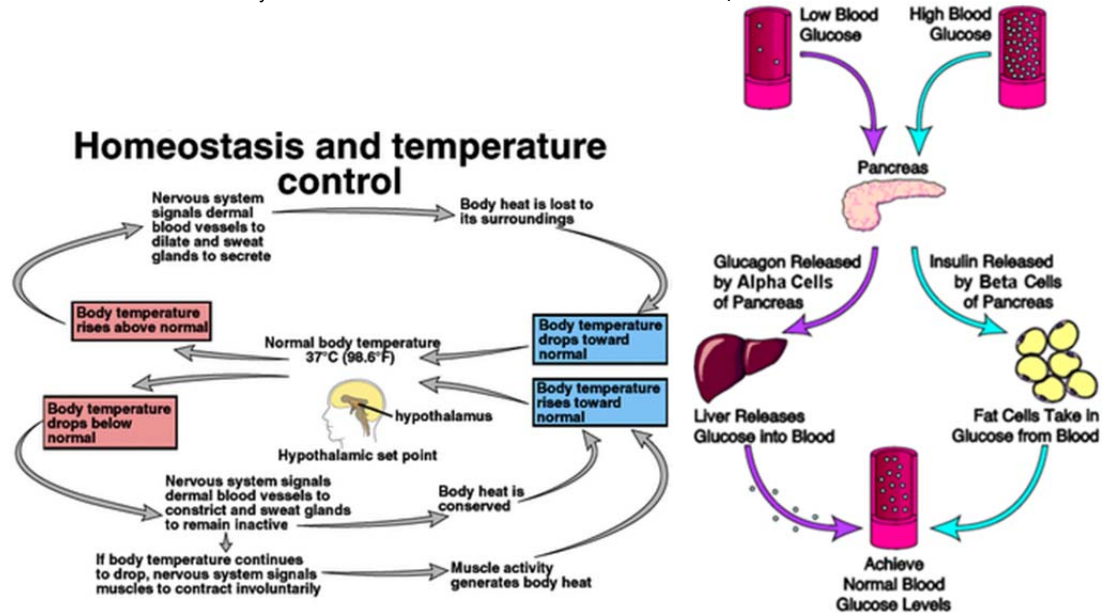 Homeostasis and temperature
control
Nervous system
signals dermal
blood vessels to
dilate and sweat
glands to secrete
Body heat is lost to
its surroundings
Body temperature
rises above normal
Body temperature
drops toward
normal
Normal body temperature
37°C (98.6°F)
Body temperature
rises toward
normal
Body temperature
drops below
normal
hypothalamus
Hypothalamic set point
Nervous system signals
dermal blood vessels to
constrict and sweat glands
to remain inactive
Body heat is
conserved
If body temperature continues
to drop, nervous system signals
muscles to contract involuntarily
Muscle activity
generates body heat
Low Blood
Glucose
High Blood
Glucose
Pancreas
Glucagon Released
by Alpha Cells
of Pancreas
Insulin Released
by Beta Cells
of Pancreas
Liver Releases
Glucose into Blood
Fat Cells Take in
Glucose from Blood
Achieve
Normal Blood
Glucose Levels